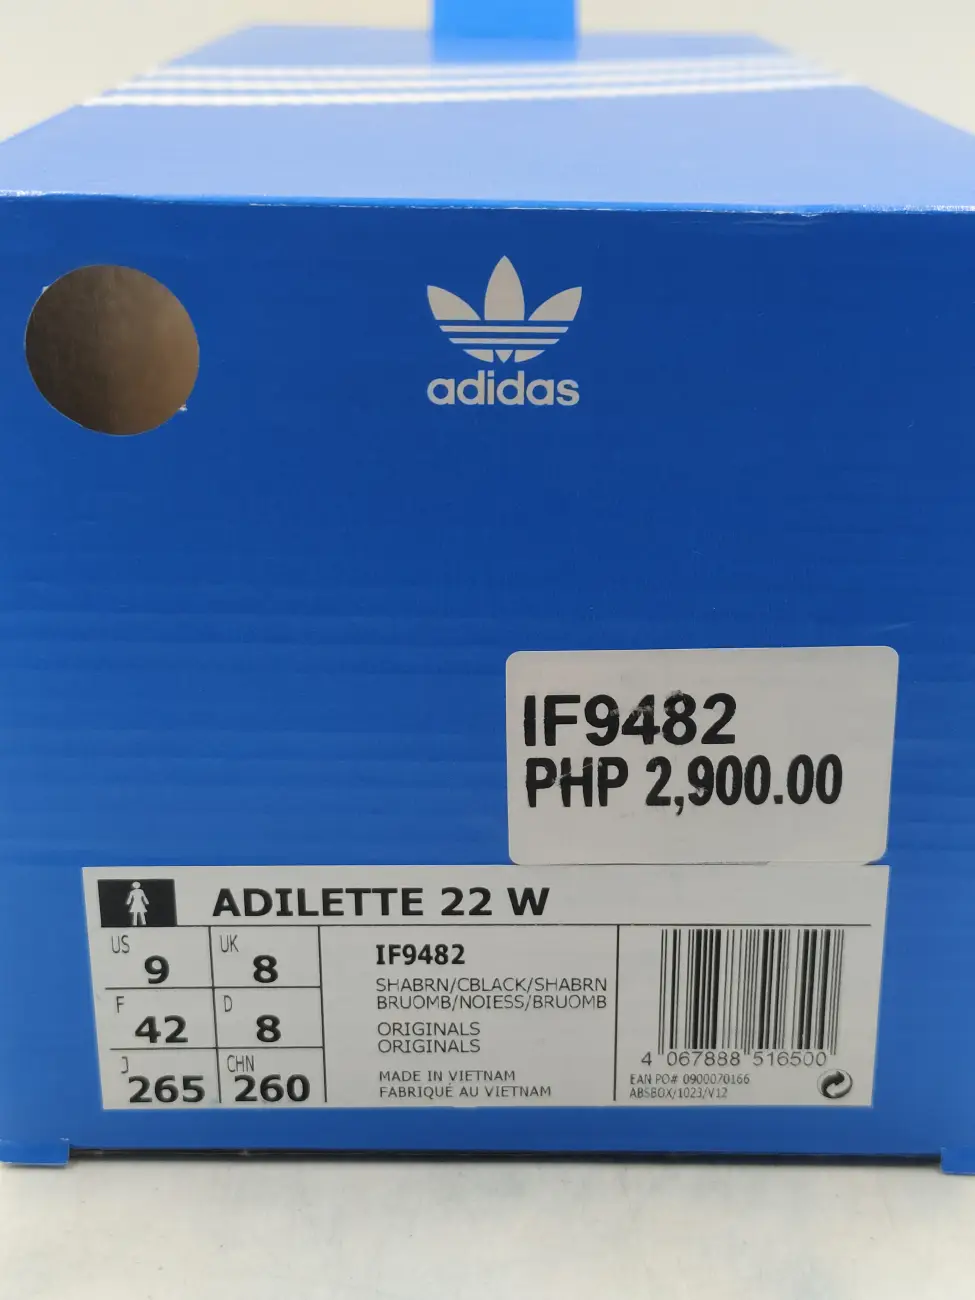 adidas
IF9482
PHP 2,900.00
ADILETTE 22 W
US 9
UK 8
F 42
D 8
J 265
CHN 260
IF9482
SHABRN/CBLACK/SHABRN
BRUOMB/NOIESS/BRUOMB
ORIGINALS
ORIGINALS
MADE IN VIETNAM
FABRIQUÉ AU VIETNAM
4 067888 516500
EAN PO# 0900070166
ABSBOX/1023/V12